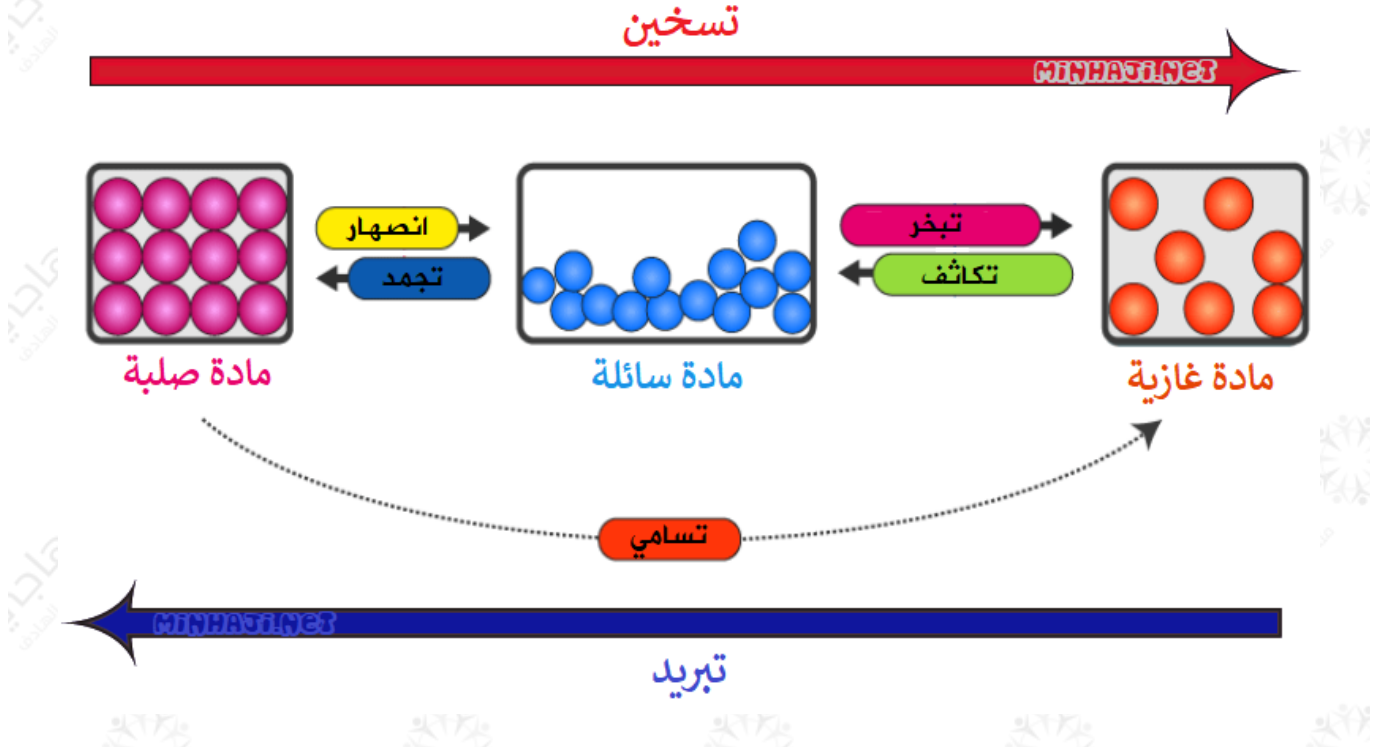 تسخين
MINHAJI.NET
انصهار
تبخر
تجمد
تكاثف
مادة صلبة
مادة سائلة
مادة غازية
تسامي
MINHAJI.NET
تبريد